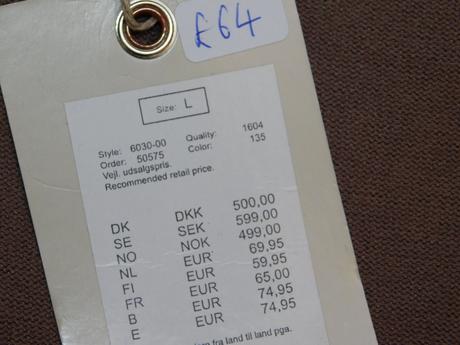 £64
Size: L
Style: 6030-00 Quality: 1604
Order: 50575 Color: 135
Vejl. udsalgspris.
Recommended retail price.
DK DKK 500,00
SE SEK 599,00
NO NOK 499,00
NL EUR 69,95
FI EUR 59,95
FR EUR 65,00
B EUR 74,95
E EUR 74,95
fra land til land pga.